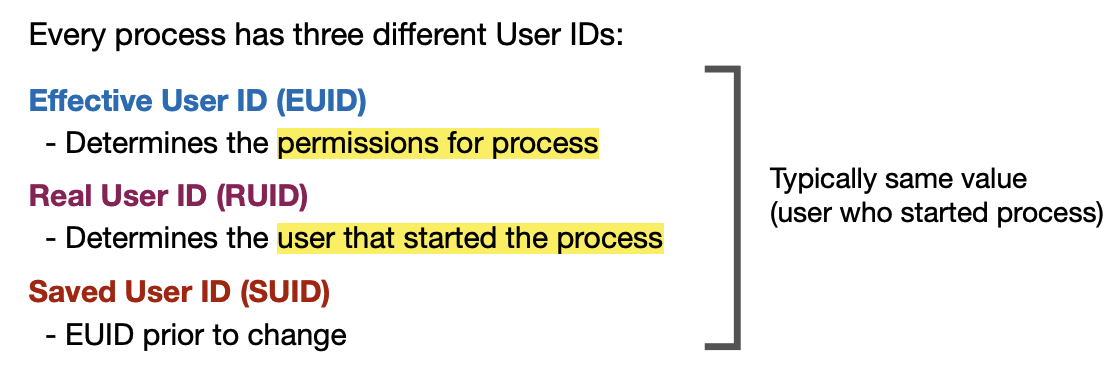 Every process has three different User IDs:
Effective User ID (EUID)
- Determines the permissions for process
Real User ID (RUID)
- Determines the user that started the process
Saved User ID (SUID)
- EUID prior to change
Typically same value
(user who started process)